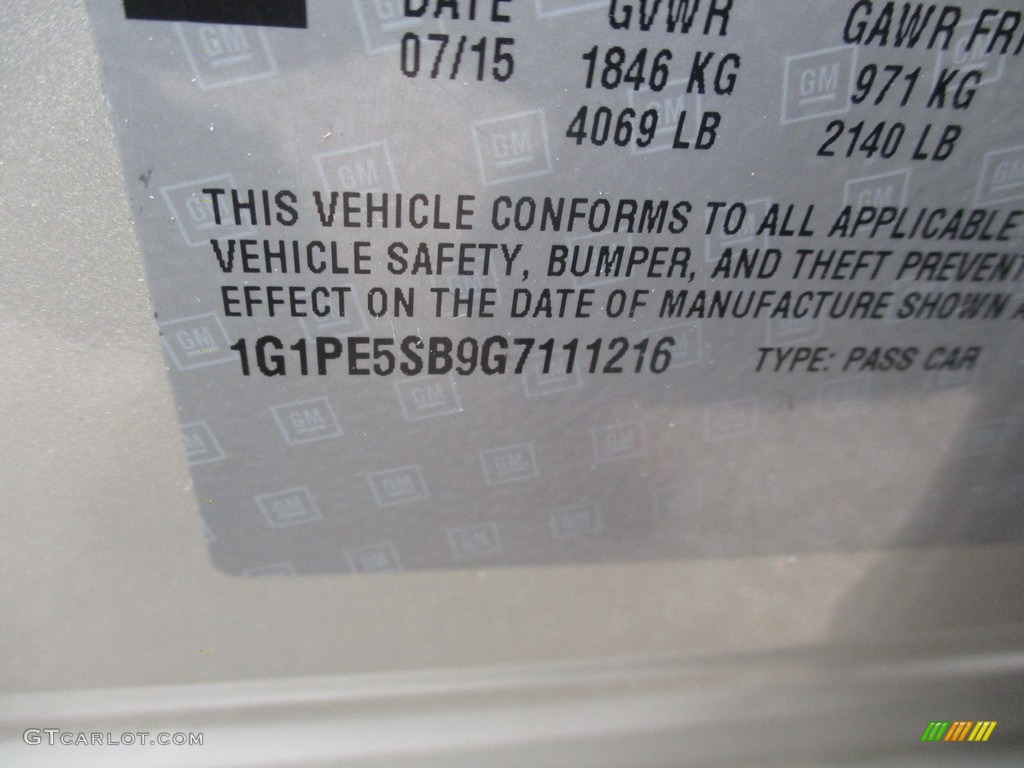 DATE GVWR GAWR FR
07/15 1846 KG 971 KG
4069 LB 2140 LB
THIS VEHICLE CONFORMS TO ALL APPLICABLE
VEHICLE SAFETY, BUMPER, AND THEFT PREVENT
EFFECT ON THE DATE OF MANUFACTURE SHOWN A
1G1PE5SB9G7111216 TYPE: PASS CAR
GM
GTCARLOT.COM